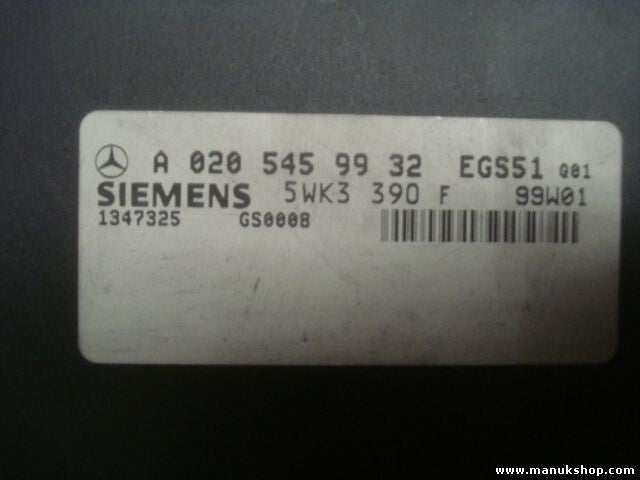 A 020 545 99 32 EGS51 Q01
SIEMENS 5WK3 390 F 99W01
1347325 GS0008
www.manukshop.com